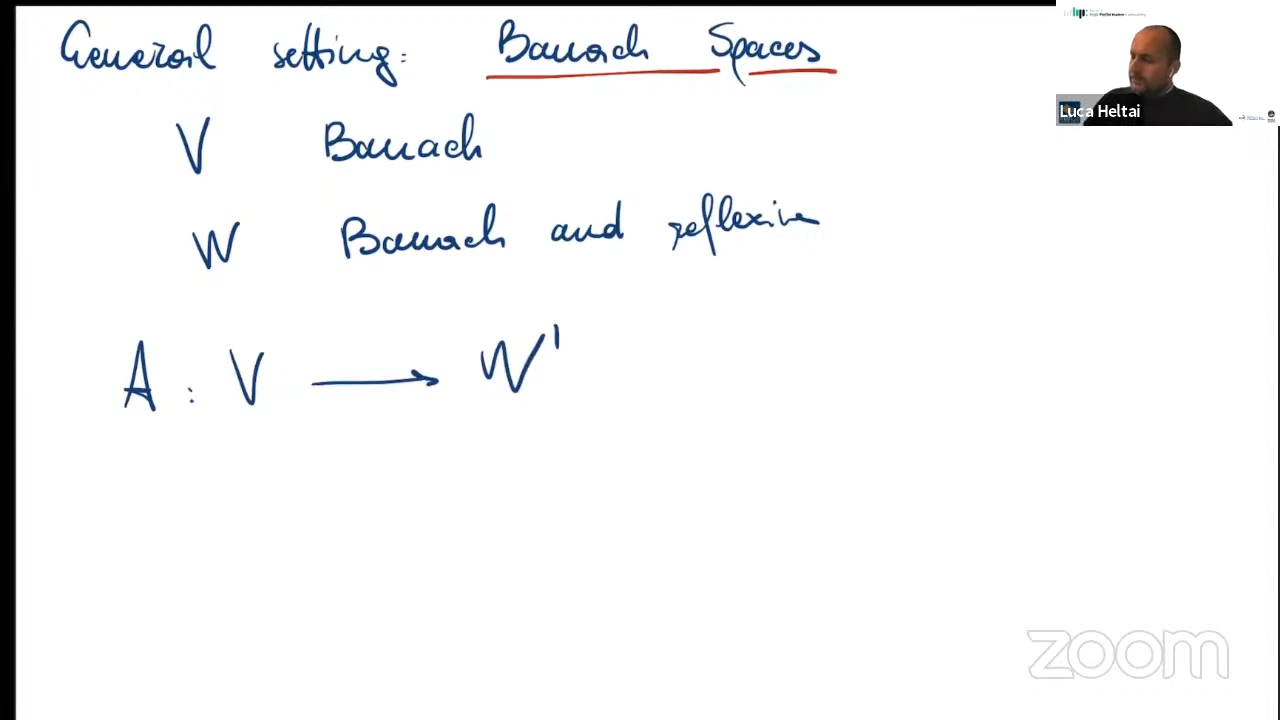 General setting: Banach Spaces
V Banach
W Banach and reflexive
A : V → W'
Luca Heltai
zoom